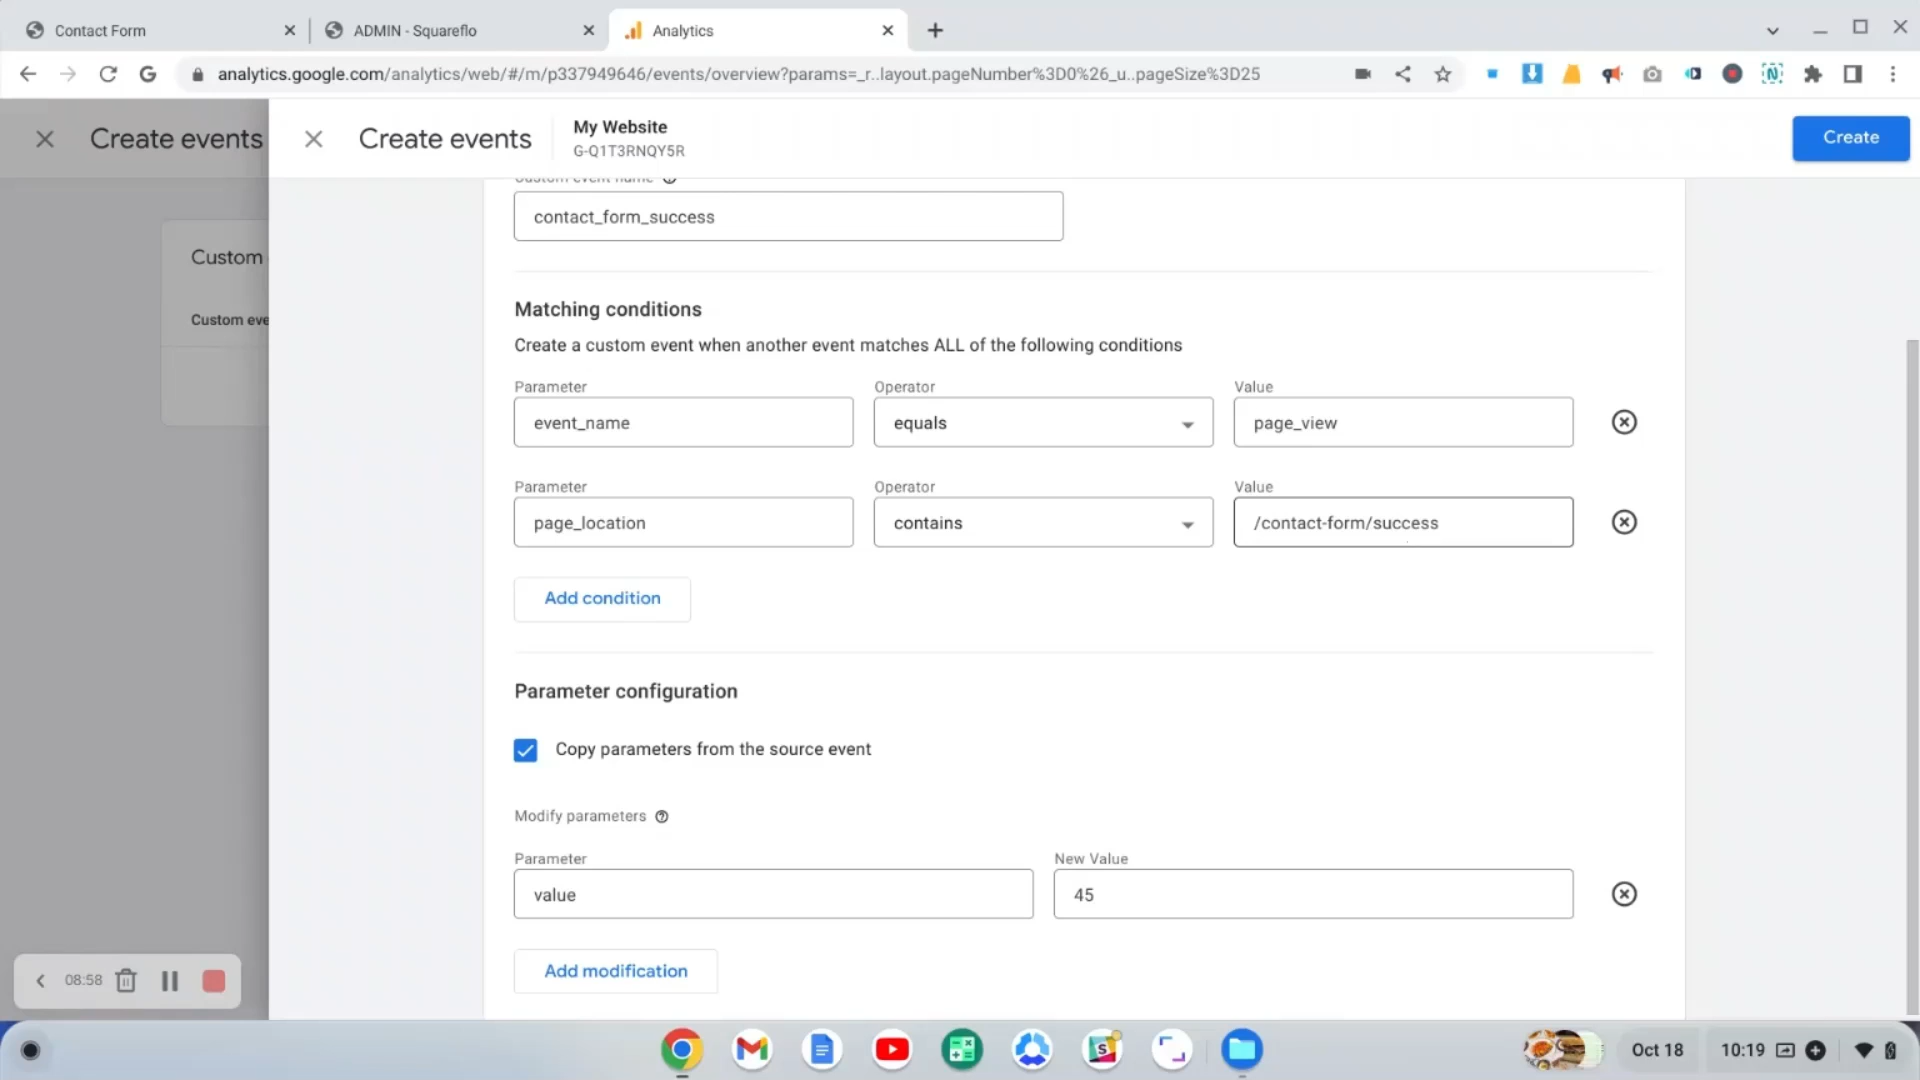 Contact Form
ADMIN - Squareflo
Analytics
analytics.google.com/analytics/web/#/m/p337949646/events/overview?params=_r..layout.pageNumber%3D0%26_u..pageSize%3D25
Create events
Create events
My Website
G-Q1T3RNQY5R
Create
Custom event name
contact_form_success
Custom
Custom eve
Matching conditions
Create a custom event when another event matches ALL of the following conditions
Parameter Operator Value
event_name equals page_view
Parameter Operator Value
page_location contains /contact-form/success
Add condition
Parameter configuration
Copy parameters from the source event
Modify parameters
Parameter New Value
value 45
Add modification
08:58
Oct 18 10:19